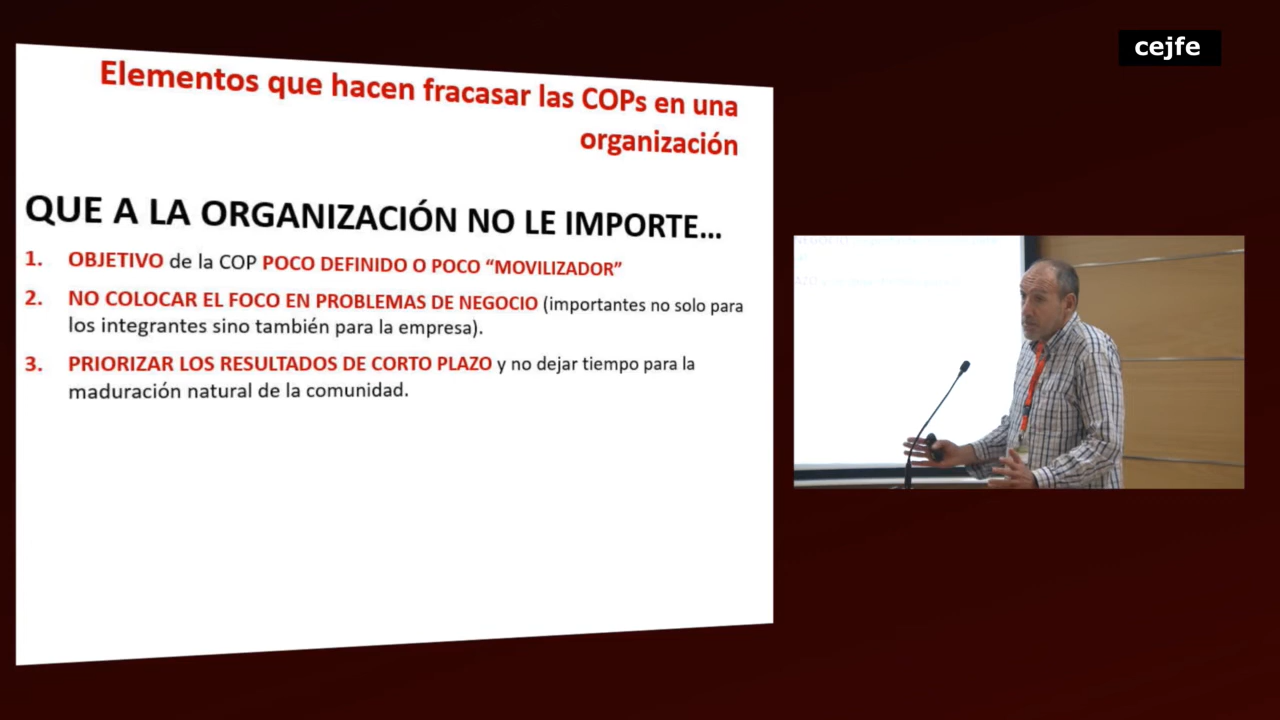 cejfe
Elementos que hacen fracasar las COPs en una
organización
QUE A LA ORGANIZACIÓN NO LE IMPORTE...
1. OBJETIVO de la COP POCO DEFINIDO O POCO “MOVILIZADOR”
2. NO COLOCAR EL FOCO EN PROBLEMAS DE NEGOCIO (importantes no solo para
los integrantes sino también para la empresa).
3. PRIORIZAR LOS RESULTADOS DE CORTO PLAZO y no dejar tiempo para la
maduración natural de la comunidad.